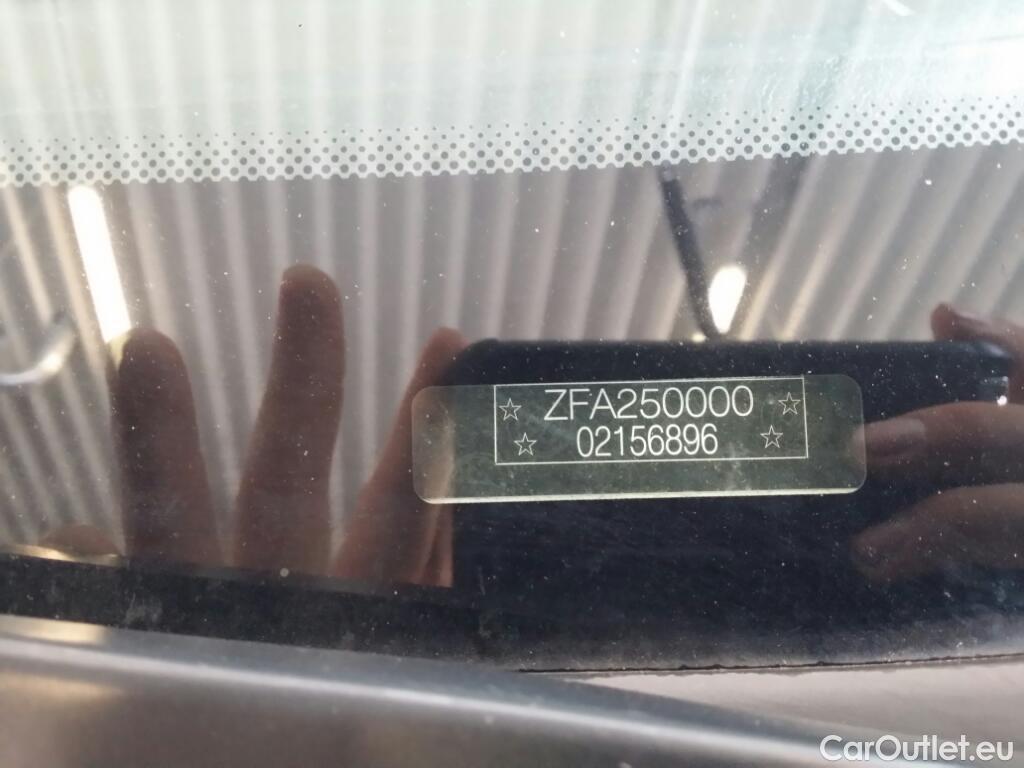 ☆ ZFA250000 ☆
☆ 02156896 ☆
CarOutlet.eu